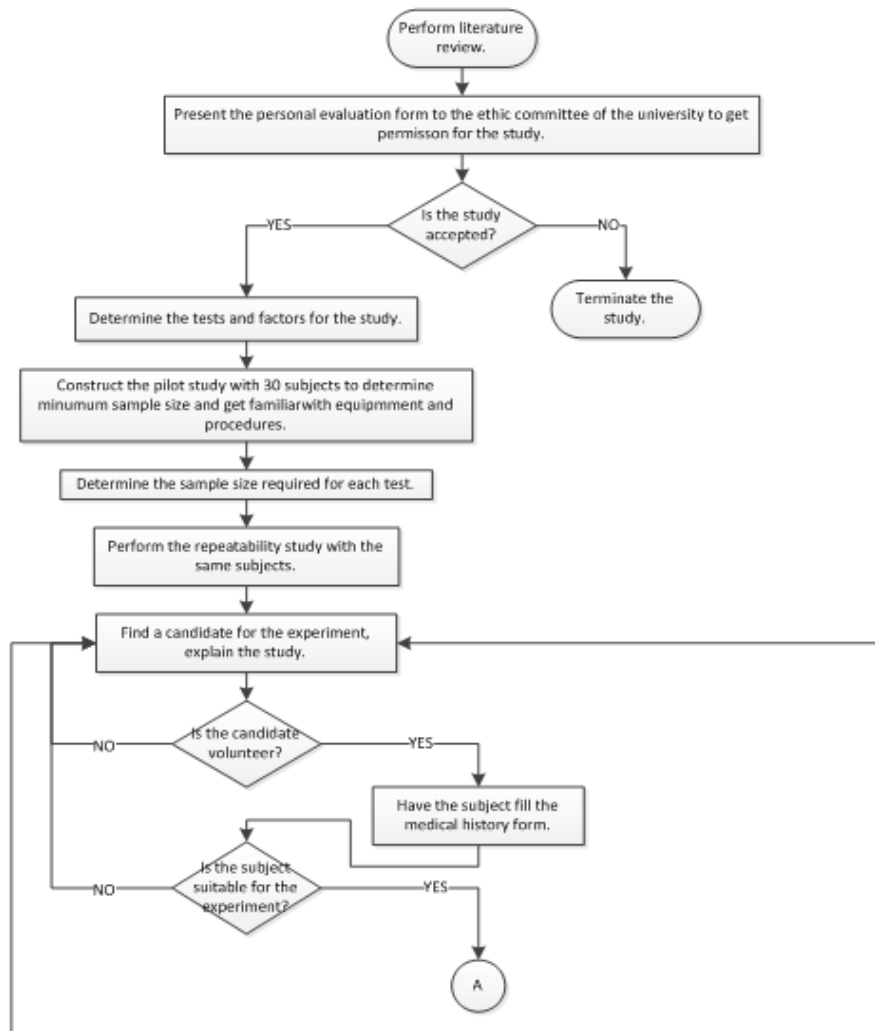 Perform literature
review.
Present the personal evaluation form to the ethic committee of the university to get
permisson for the study.
Is the study
accepted?
YES
NO
Terminate the
study.
Determine the tests and factors for the study.
Construct the pilot study with 30 subjects to determine
minumum sample size and get familiarwith equipmment and
procedures.
Determine the sample size required for each test.
Perform the repeatability study with the
same subjects.
Find a candidate for the experiment,
explain the study.
Is the candidate
volunteer?
NO
YES
Have the subject fill the
medical history form.
Is the subject
suitable for the
experiment?
NO
YES
A